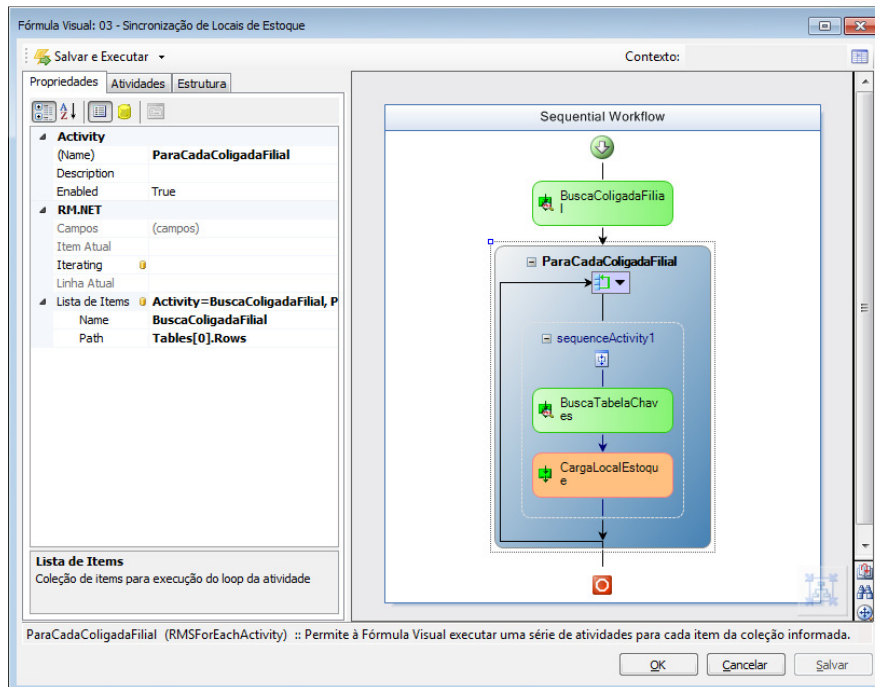 Fórmula Visual: 03 - Sincronização de Locais de Estoque
Salvar e Executar
Contexto:
Propriedades Atividades Estrutura
Activity
(Name) ParaCadaColigadaFilial
Description
Enabled True
RM.NET
Campos (campos)
Item Atual
Iterating
Linha Atual
Lista de Items Activity=BuscaColigadaFilial, P
Name BuscaColigadaFilial
Path Tables[0].Rows
Lista de Items
Coleção de items para execução do loop da atividade
Sequential Workflow
BuscaColigadaFilia
l
ParaCadaColigadaFilial
sequenceActivity1
BuscaTabelaChav
es
CargaLocalEstoqu
e
ParaCadaColigadaFilial (RMSForEachActivity) :: Permite à Fórmula Visual executar uma série de atividades para cada item da coleção informada.
OK Cancelar Salvar